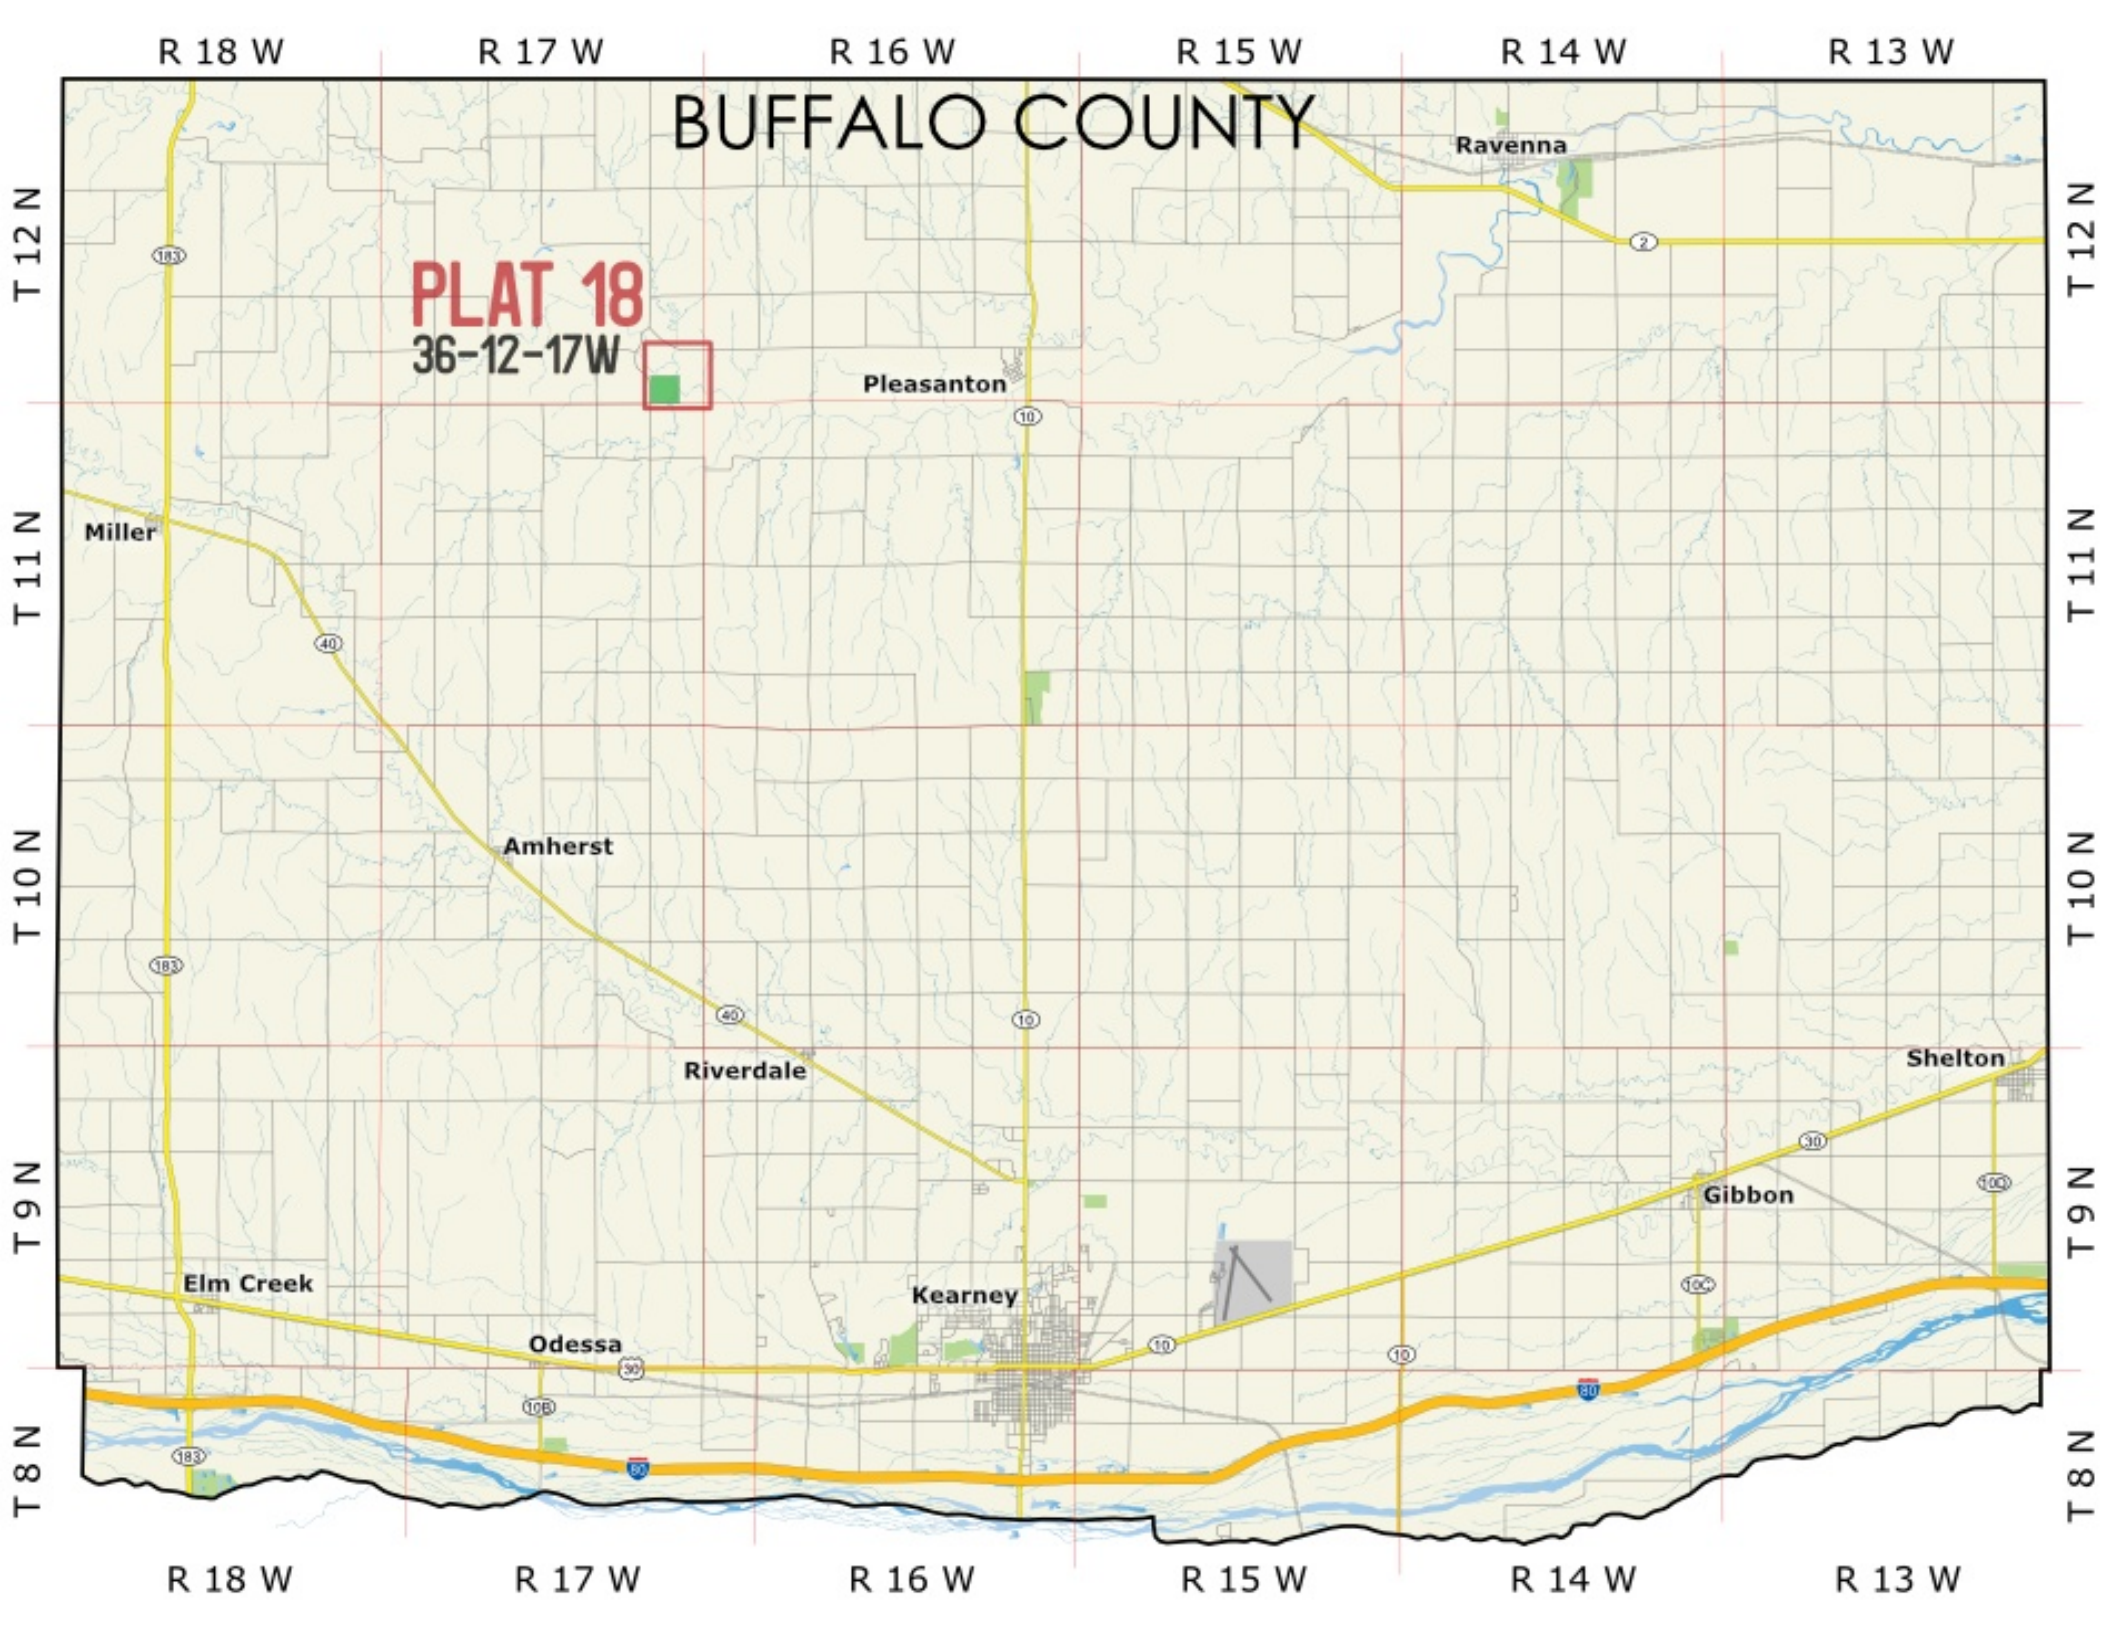 R 18 W R 17 W R 16 W R 15 W R 14 W R 13 W
BUFFALO COUNTY
Ravenna
T 12 N
T 12 N
183
2
PLAT 18
36-12-17W
Pleasanton
10
T 11 N
T 11 N
Miller
40
Amherst
T 10 N
T 10 N
183
40
10
Riverdale
Shelton
30
T 9 N
T 9 N
10D
Gibbon
Elm Creek
Kearney
10C
Odessa
30
10
10
80
10B
T 8 N
T 8 N
183
80
R 18 W R 17 W R 16 W R 15 W R 14 W R 13 W